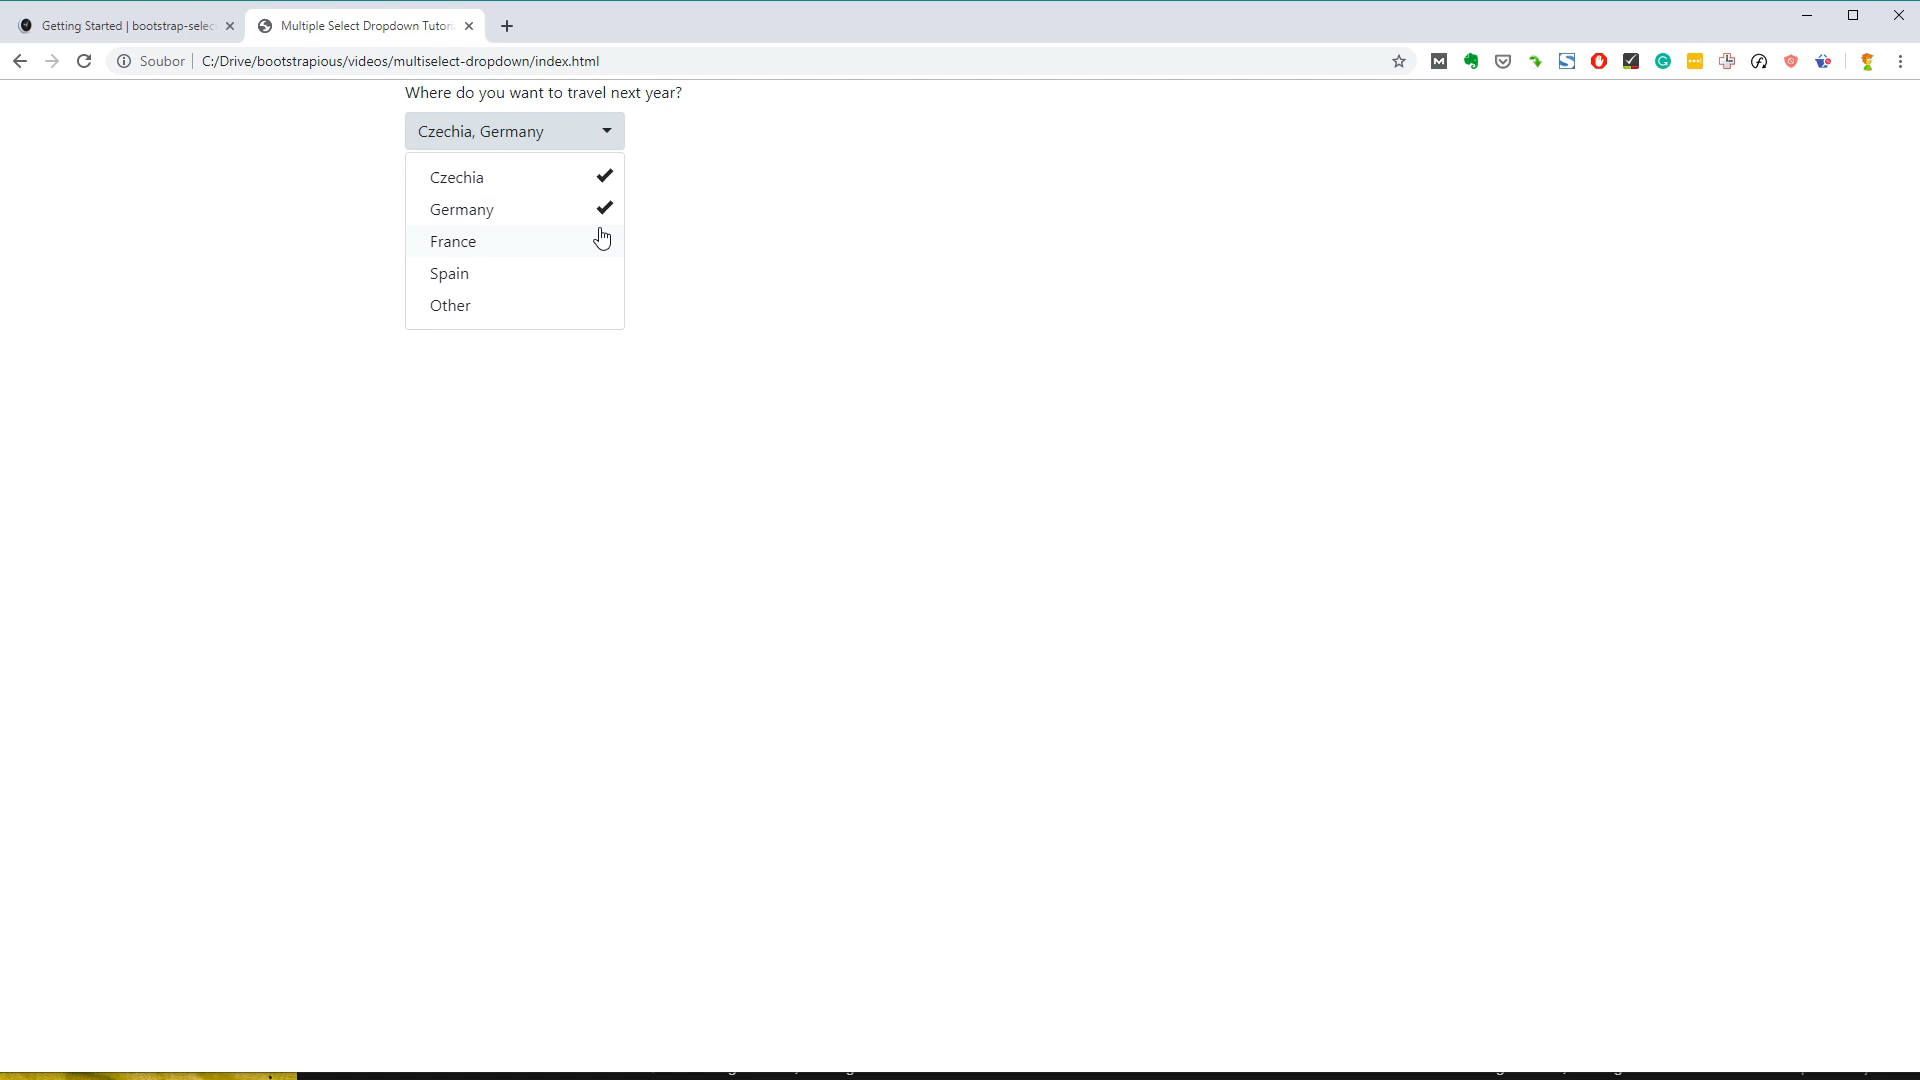 Getting Started | bootstrap-selec
Multiple Select Dropdown Tutori
Soubor
C:/Drive/bootstrapious/videos/multiselect-dropdown/index.html
Where do you want to travel next year?
Czechia, Germany
Czechia
Germany
France
Spain
Other